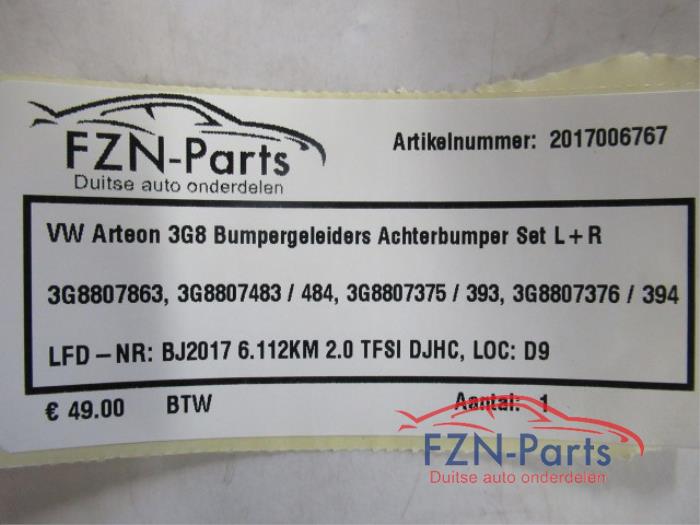 FZN-Parts
Duitse auto onderdelen
Artikelnummer: 2017006767
VW Arteon 3G8 Bumpergeleiders Achterbumper Set L+R
3G8807863, 3G8807483 / 484, 3G8807375 / 393, 3G8807376 / 394
LFD-NR: BJ2017 6.112KM 2.0 TFSI DJHC, LOC: D9
€ 49.00 BTW Aantal: 1
FZN-Parts
Duitse auto onderdelen